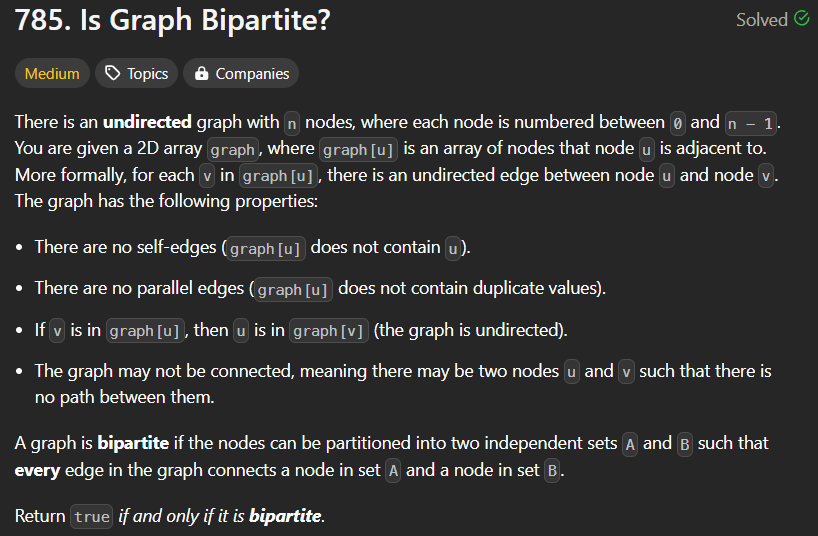 785. Is Graph Bipartite?
Solved
Medium
Topics
Companies
There is an undirected graph with n nodes, where each node is numbered between 0 and n - 1.
You are given a 2D array graph, where graph[u] is an array of nodes that node u is adjacent to.
More formally, for each v in graph[u], there is an undirected edge between node u and node v.
The graph has the following properties:
• There are no self-edges (graph[u] does not contain u).
• There are no parallel edges (graph[u] does not contain duplicate values).
• If v is in graph[u], then u is in graph[v] (the graph is undirected).
• The graph may not be connected, meaning there may be two nodes u and v such that there is
no path between them.
A graph is bipartite if the nodes can be partitioned into two independent sets A and B such that
every edge in the graph connects a node in set A and a node in set B.
Return true if and only if it is bipartite.